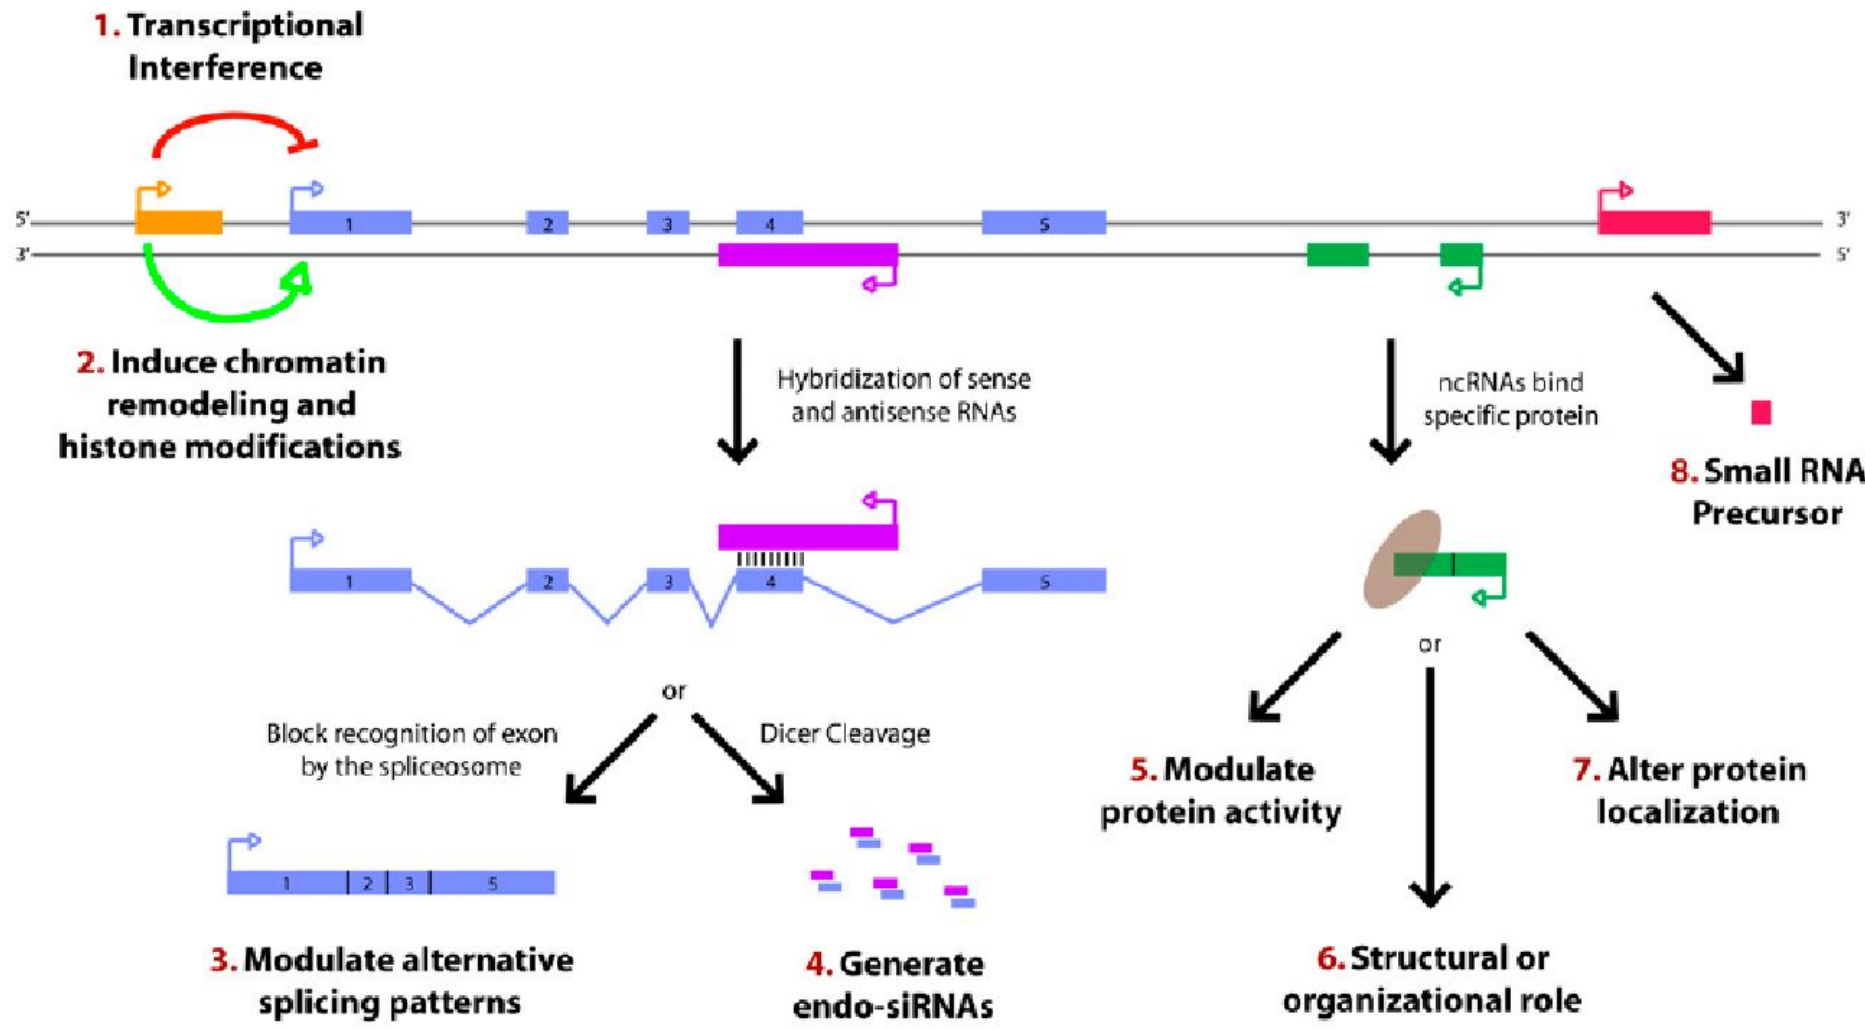 1. Transcriptional
Interference
5'
1
2
3
4
5
3'
3'
5'
2. Induce chromatin
remodeling and
histone modifications
Hybridization of sense
and antisense RNAs
ncRNAs bind
specific protein
8. Small RNA
Precursor
1
2
3
4
5
or
Block recognition of exon
by the spliceosome
Dicer Cleavage
or
5. Modulate
protein activity
7. Alter protein
localization
1
2
3
5
3. Modulate alternative
splicing patterns
4. Generate
endo-siRNAs
6. Structural or
organizational role